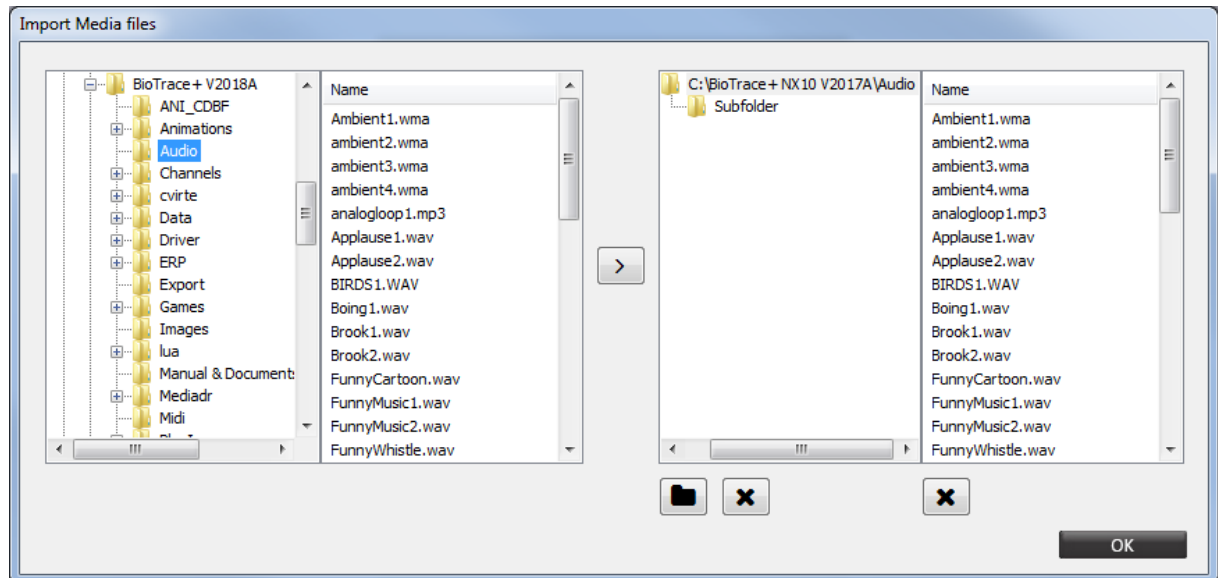 Import Media files
BioTrace+ V2018A
ANI_CDBF
Animations
Audio
Channels
cvirte
Data
Driver
ERP
Export
Games
Images
lua
Manual & Document
Mediadr
Midi
Name
Ambient1.wma
ambient2.wma
ambient3.wma
ambient4.wma
analogloop1.mp3
Applause1.wav
Applause2.wav
BIRDS1.WAV
Boing1.wav
Brook1.wav
Brook2.wav
FunnyCartoon.wav
FunnyMusic1.wav
FunnyMusic2.wav
FunnyWhistle.wav
>
C:\BioTrace+ NX10 V2017A\Audio
Subfolder
Name
Ambient1.wma
ambient2.wma
ambient3.wma
ambient4.wma
analogloop1.mp3
Applause1.wav
Applause2.wav
BIRDS1.WAV
Boing1.wav
Brook1.wav
Brook2.wav
FunnyCartoon.wav
FunnyMusic1.wav
FunnyMusic2.wav
FunnyWhistle.wav
OK